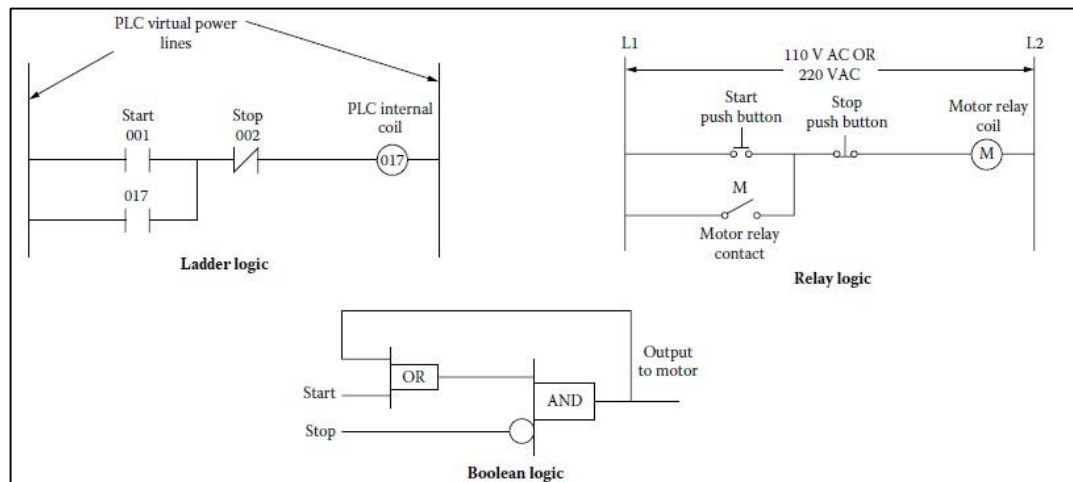 PLC virtual power
lines
Start
001
Stop
002
PLC internal
coil
017
017
Ladder logic
L1
L2
110 V AC OR
220 VAC
Start
push button
Stop
push button
Motor relay
coil
M
M
Motor relay
contact
Relay logic
OR
Start
AND
Output
to motor
Stop
Boolean logic